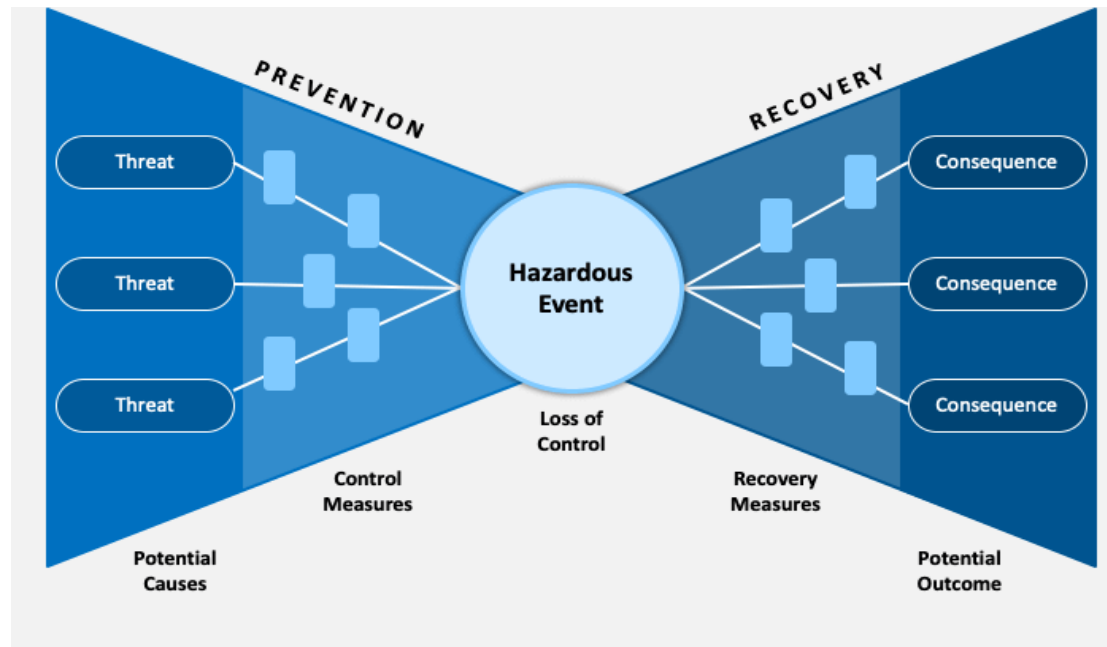 PREVENTION
RECOVERY
Threat
Consequence
Hazardous
Event
Threat
Consequence
Threat
Consequence
Loss of
Control
Control
Measures
Recovery
Measures
Potential
Causes
Potential
Outcome